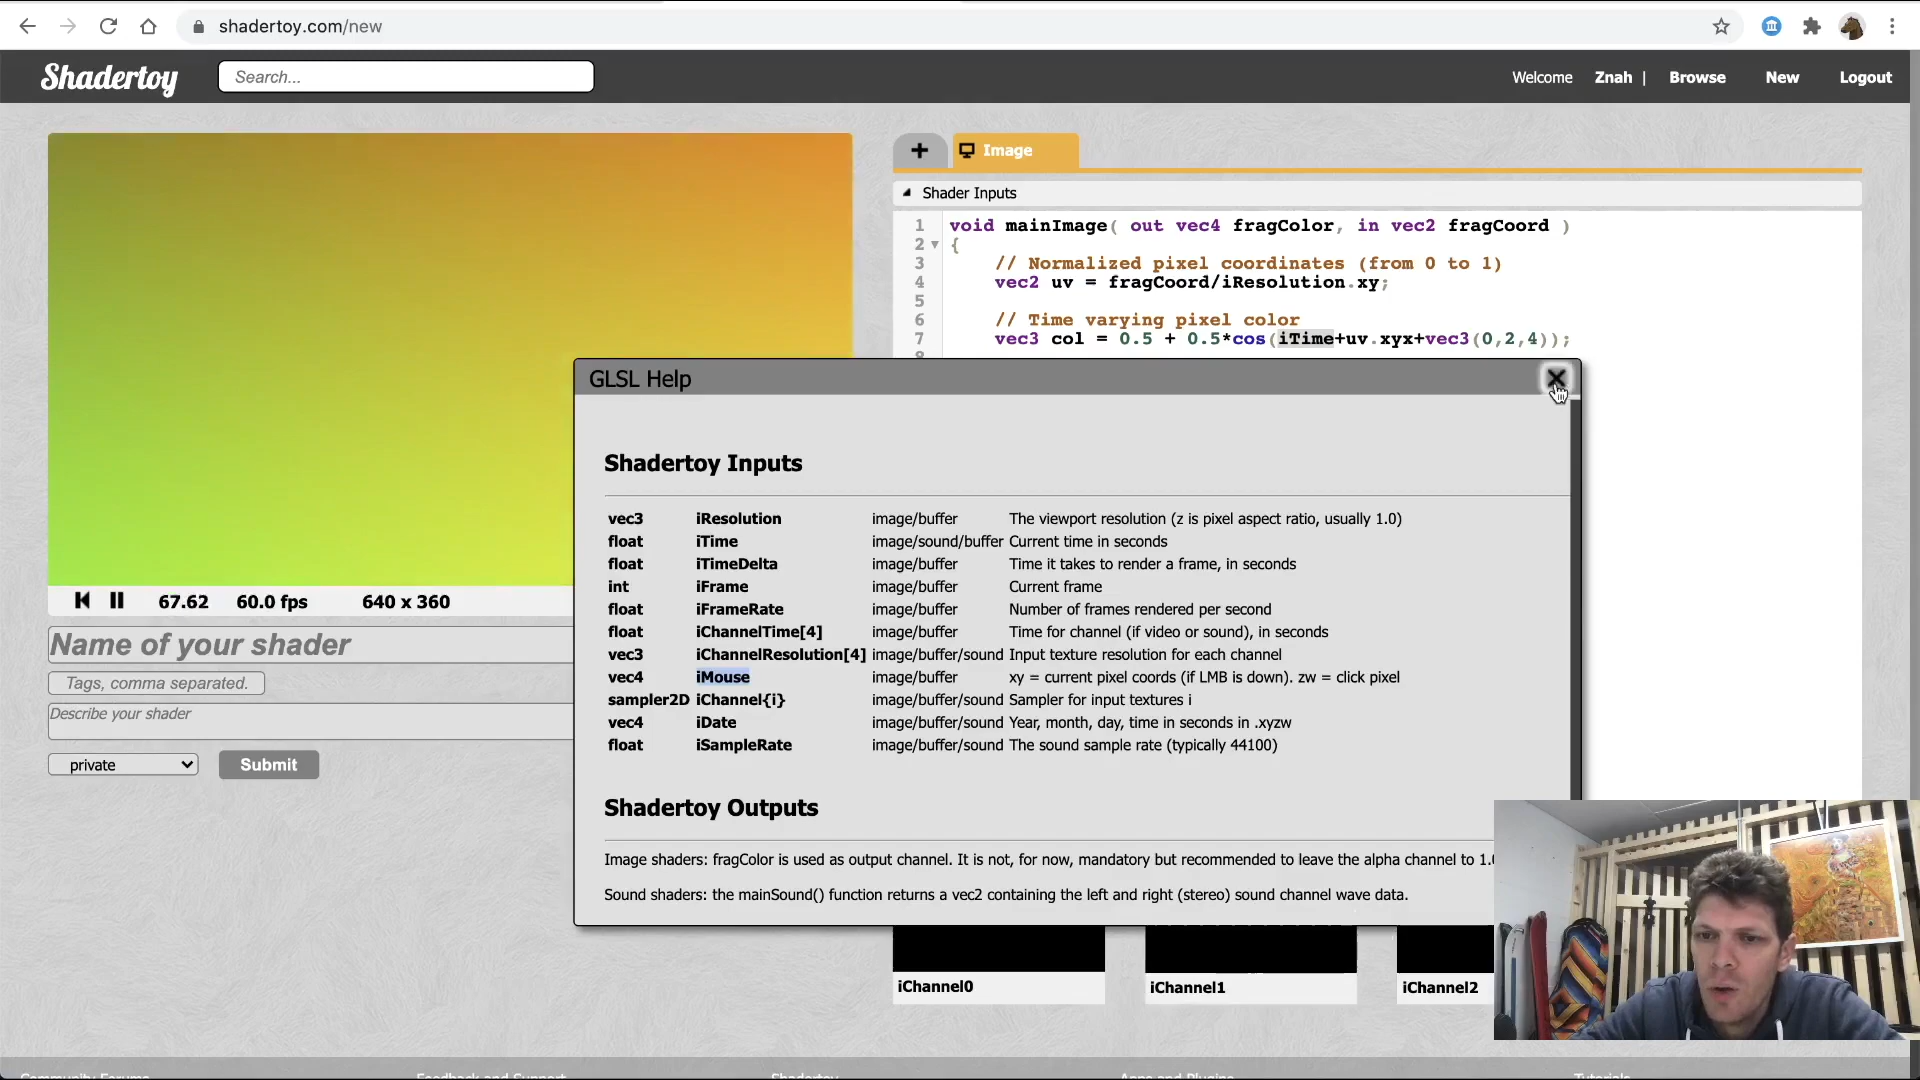 shadertoy.com/new
Shadertoy
Search...
Welcome Znah | Browse New Logout
+ Image
Shader Inputs
1 void mainImage( out vec4 fragColor, in vec2 fragCoord )
2 {
3 // Normalized pixel coordinates (from 0 to 1)
4 vec2 uv = fragCoord/iResolution.xy;
5
6 // Time varying pixel color
7 vec3 col = 0.5 + 0.5*cos(iTime+uv.xyx+vec3(0,2,4));
8
GLSL Help
Shadertoy Inputs
vec3 iResolution image/buffer The viewport resolution (z is pixel aspect ratio, usually 1.0)
float iTime image/sound/buffer Current time in seconds
float iTimeDelta image/buffer Time it takes to render a frame, in seconds
int iFrame image/buffer Current frame
float iFrameRate image/buffer Number of frames rendered per second
float iChannelTime[4] image/buffer Time for channel (if video or sound), in seconds
vec3 iChannelResolution[4] image/buffer/sound Input texture resolution for each channel
vec4 iMouse image/buffer xy = current pixel coords (if LMB is down). zw = click pixel
sampler2D iChannel{i} image/buffer/sound Sampler for input textures i
vec4 iDate image/buffer/sound Year, month, day, time in seconds in .xyzw
float iSampleRate image/buffer/sound The sound sample rate (typically 44100)
Shadertoy Outputs
Image shaders: fragColor is used as output channel. It is not, for now, mandatory but recommended to leave the alpha channel to 1.0
Sound shaders: the mainSound() function returns a vec2 containing the left and right (stereo) sound channel wave data.
67.62 60.0 fps 640 x 360
Name of your shader
Tags, comma separated.
Describe your shader
private Submit
iChannel0 iChannel1 iChannel2
Community Forums Feedback and Support Shadertoy Apps and Plugins Tutorials